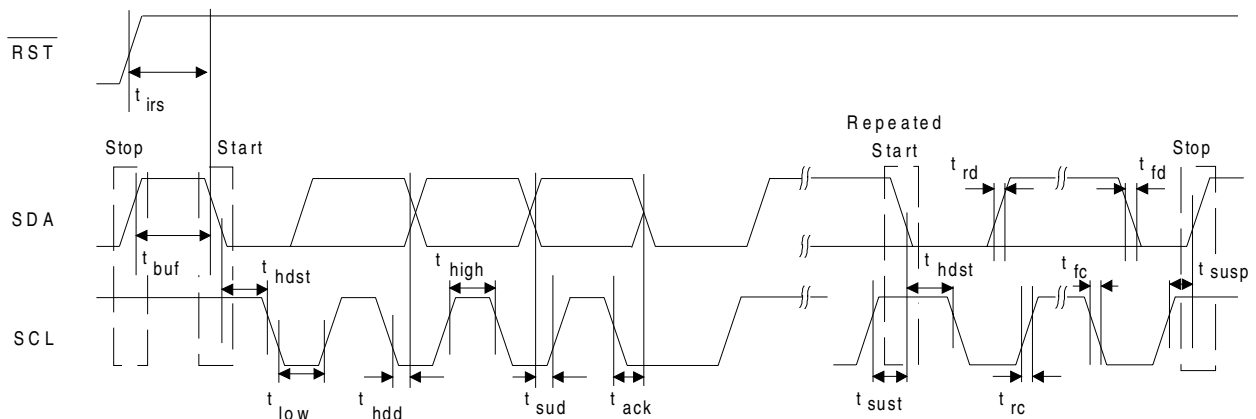 RST
t irs
Repeated
Stop Start Start Stop
t rd t fd
SDA
t buf t hdst t high t hdst t fc t susp
SCL
t low t hdd t sud t ack t sust t rc